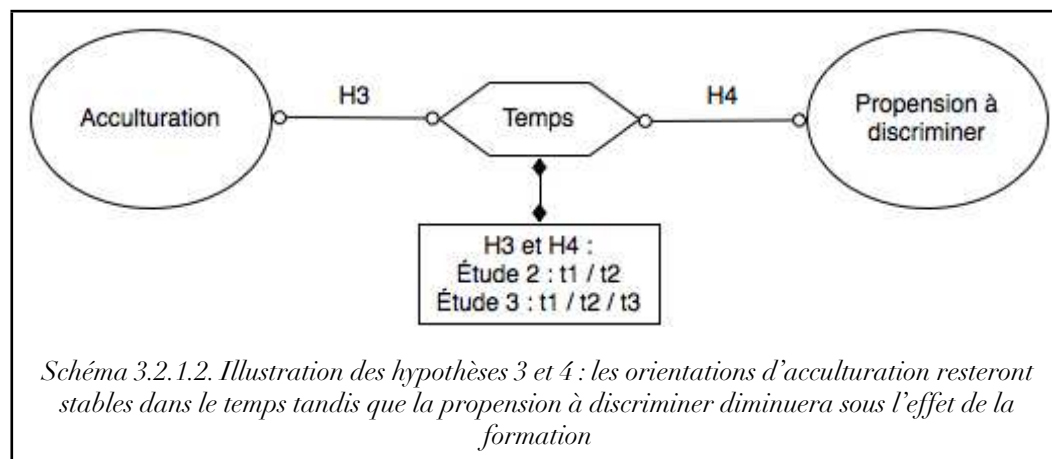 Acculturation
H3
Temps
H4
Propension à
discriminer
H3 et H4 :
Étude 2 : t1 / t2
Étude 3 : t1 / t2 / t3
Schéma 3.2.1.2. Illustration des hypothèses 3 et 4 : les orientations d’acculturation resteront
stables dans le temps tandis que la propension à discriminer diminuera sous l’effet de la
formation